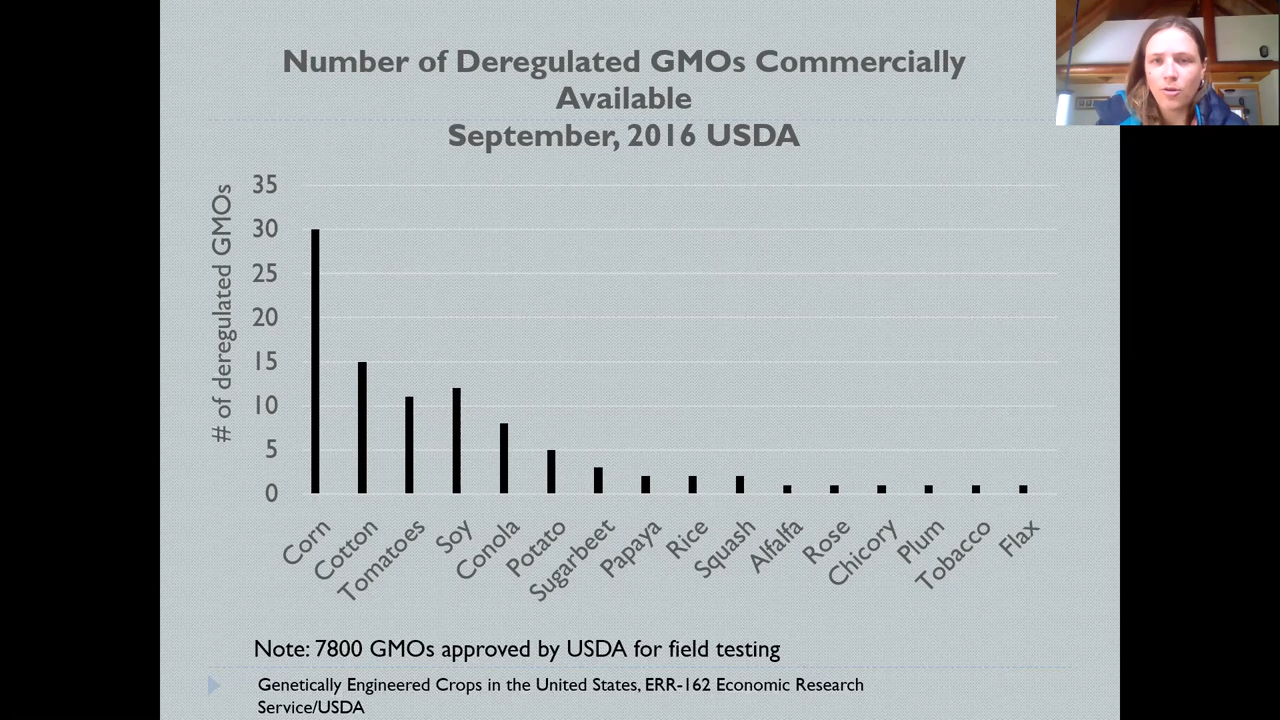 Number of Deregulated GMOs Commercially
Available
September, 2016 USDA
# of deregulated GMOs
35
30
25
20
15
10
5
0
Corn
Cotton
Tomatoes
Soy
Conola
Potato
Sugarbeet
Papaya
Rice
Squash
Alfalfa
Rose
Chicory
Plum
Tobacco
Flax
Note: 7800 GMOs approved by USDA for field testing
Genetically Engineered Crops in the United States, ERR-162 Economic Research
Service/USDA